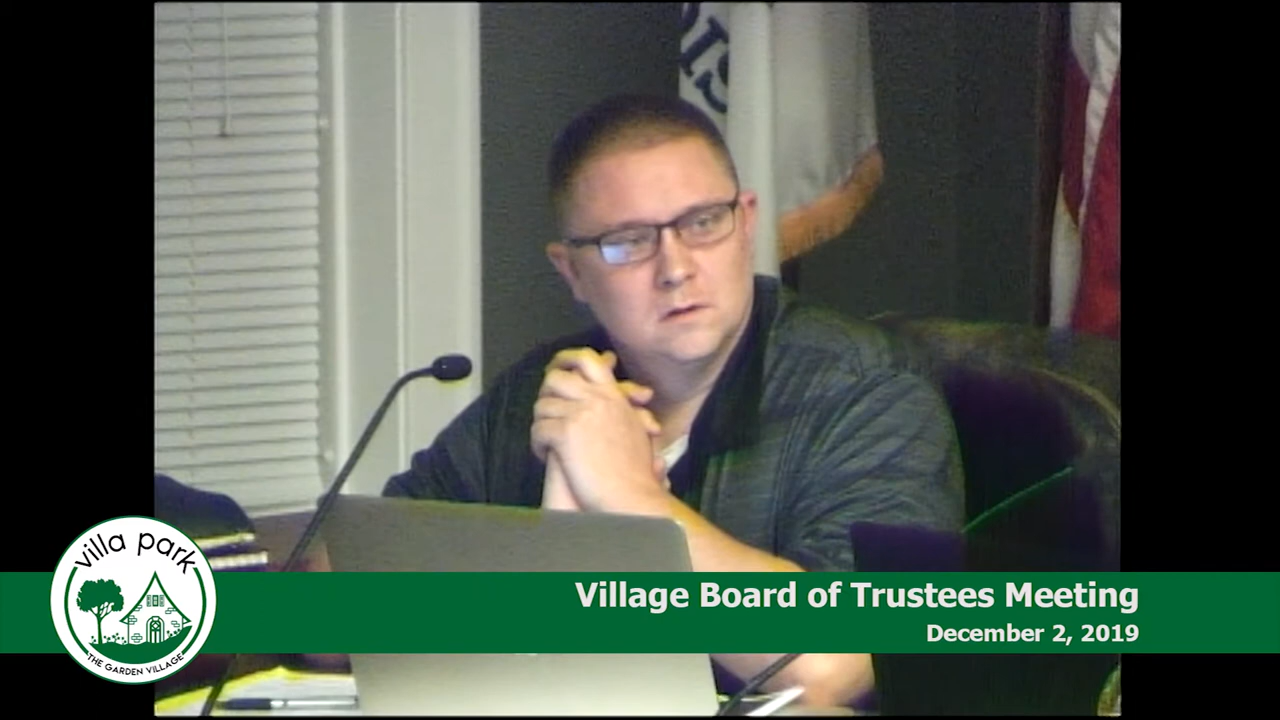 villa park
THE GARDEN VILLAGE
Village Board of Trustees Meeting
December 2, 2019